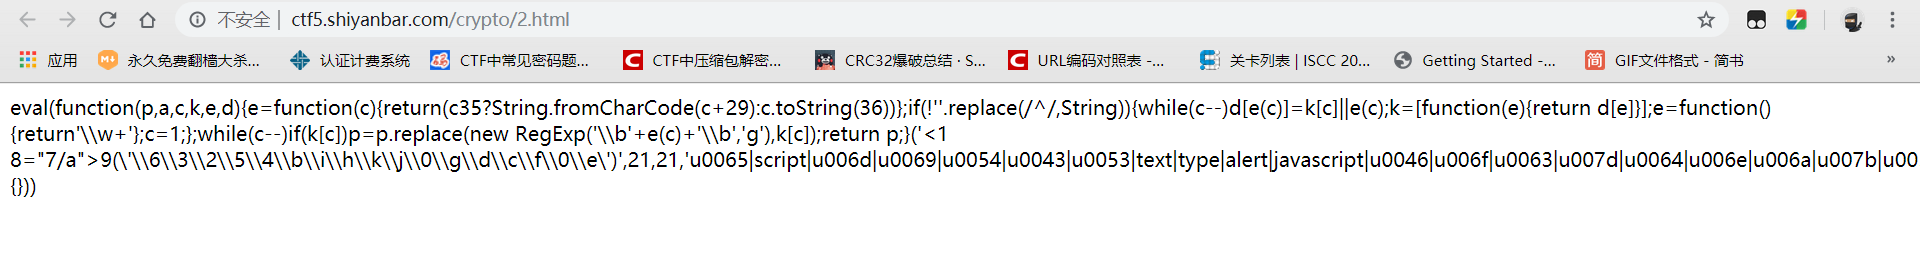 不安全 | ctf5.shiyanbar.com/crypto/2.html
应用 永久免费翻樯大杀... 认证计费系统 CTF中常见密码题... CTF中压缩包解密... CRC32爆破总结 · S... URL编码对照表 -... 关卡列表 | ISCC 20... Getting Started -... GIF文件格式 - 简书 »
eval(function(p,a,c,k,e,d){e=function(c){return(c35?String.fromCharCode(c+29):c.toString(36))};if(!''.replace(/^/,String)){while(c--)d[e(c)]=k[c]||e(c);k=[function(e){return d[e]}];e=function()
{return'\\w+'};c=1;};while(c--)if(k[c])p=p.replace(new RegExp('\\b'+e(c)+'\\b','g'),k[c]);return p;}('<1
8="7/a">9(\'\\6\\3\\2\\5\\4\\b\\i\\h\\k\\j\\0\\g\\d\\c\\f\\0\\e\')',21,21,'u0065|script|u006d|u0069|u0054|u0043|u0053|text|type|alert|javascript|u0046|u006f|u0063|u007d|u0064|u006e|u006a|u007b|u00
{}))